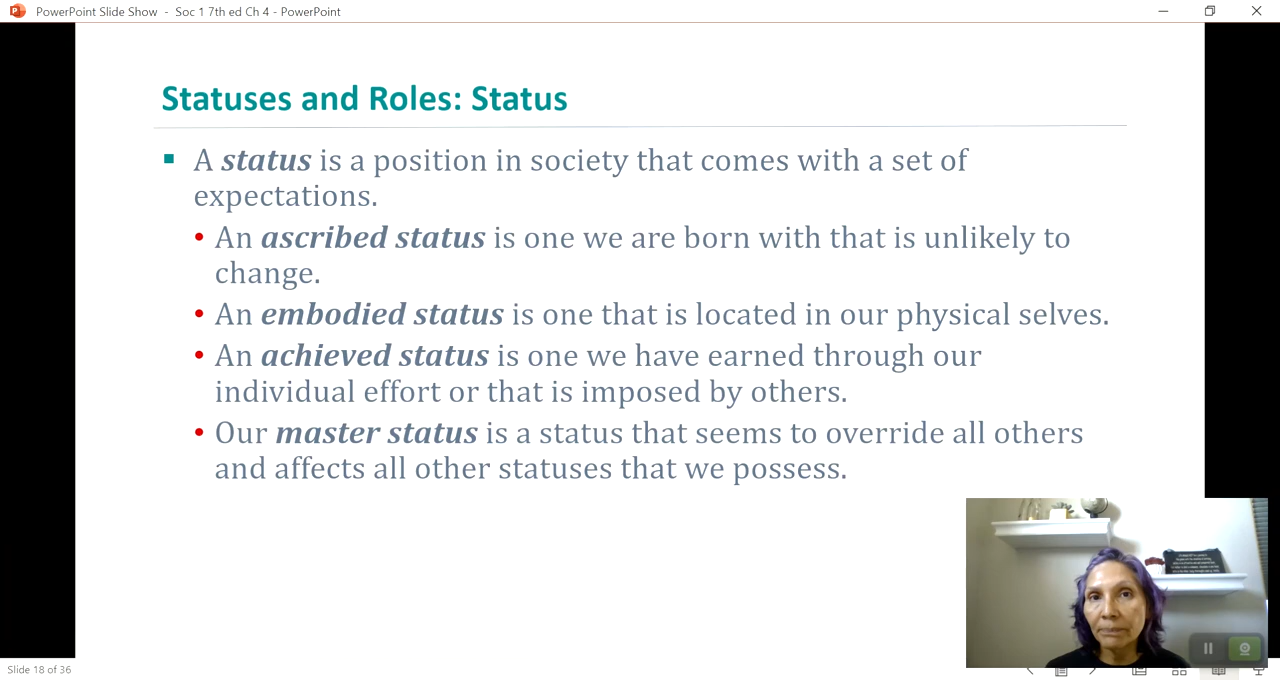 PowerPoint Slide Show - Soc 1 7th ed Ch 4 - PowerPoint
Statuses and Roles: Status
A status is a position in society that comes with a set of
expectations.
An ascribed status is one we are born with that is unlikely to
change.
An embodied status is one that is located in our physical selves.
An achieved status is one we have earned through our
individual effort or that is imposed by others.
Our master status is a status that seems to override all others
and affects all other statuses that we possess.
Slide 18 of 36